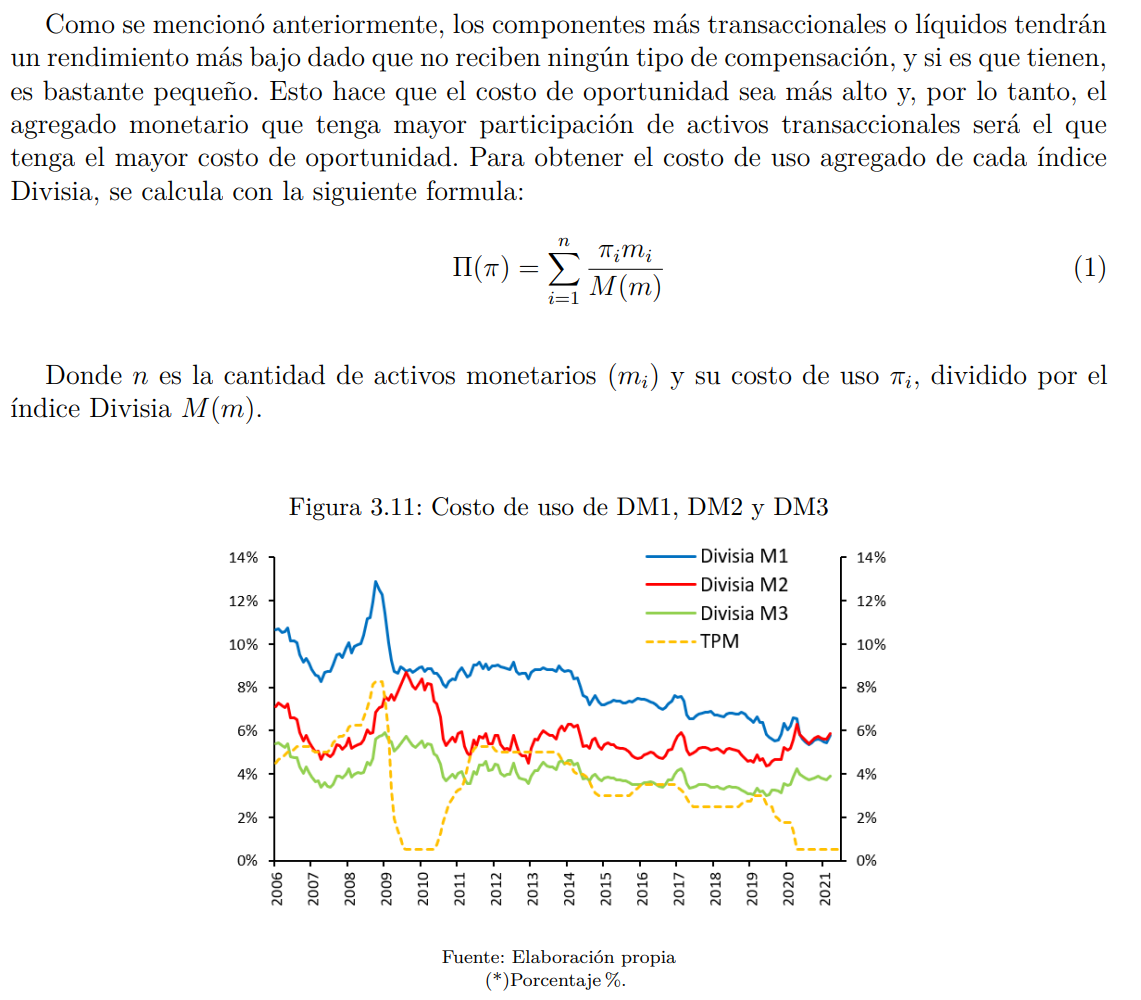 Como se mencionó anteriormente, los componentes más transaccionales o líquidos tendrán
un rendimiento más bajo dado que no reciben ningún tipo de compensación, y si es que tienen,
es bastante pequeño. Esto hace que el costo de oportunidad sea más alto y, por lo tanto, el
agregado monetario que tenga mayor participación de activos transaccionales será el que
tenga el mayor costo de oportunidad. Para obtener el costo de uso agregado de cada índice
Divisia, se calcula con la siguiente formula:
Π(π) = ∑_{i=1}^{n} π_i m_i / M(m) (1)
Donde n es la cantidad de activos monetarios (m_i) y su costo de uso π_i, dividido por el
índice Divisia M(m).
Figura 3.11: Costo de uso de DM1, DM2 y DM3
14% 14%
12% 12%
10% 10%
8% 8%
6% 6%
4% 4%
2% 2%
0% 0%
Divisia M1
Divisia M2
Divisia M3
TPM
2006 2007 2008 2009 2010 2011 2012 2013 2014 2015 2016 2017 2018 2019 2020 2021
Fuente: Elaboración propia
(*)Porcentaje %.